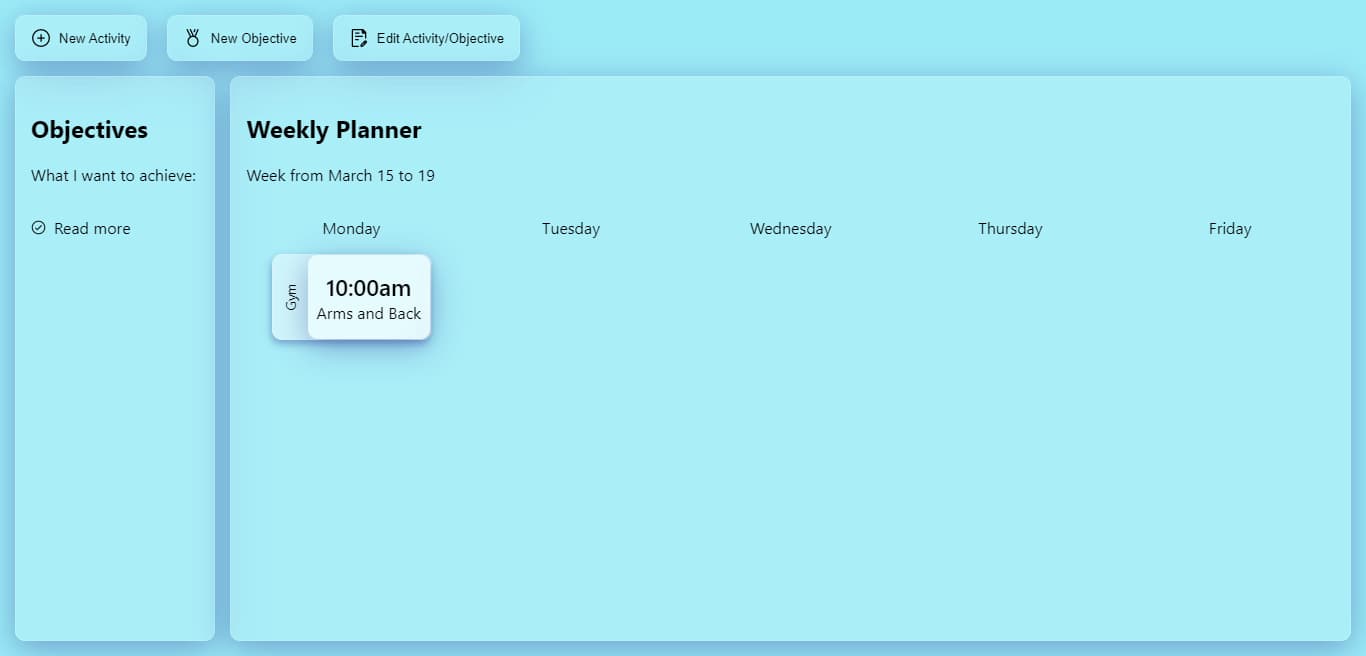 New Activity
New Objective
Edit Activity/Objective
Objectives
What I want to achieve:
Read more
Weekly Planner
Week from March 15 to 19
Monday
Tuesday
Wednesday
Thursday
Friday
Gym
10:00am
Arms and Back